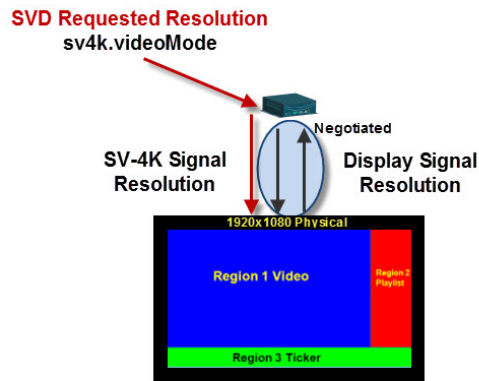 SVD Requested Resolution
sv4k.videoMode
Negotiated
SV-4K Signal
Resolution
Display Signal
Resolution
1920x1080 Physical
Region 1 Video
Region 2
Playlist
Region 3 Ticker